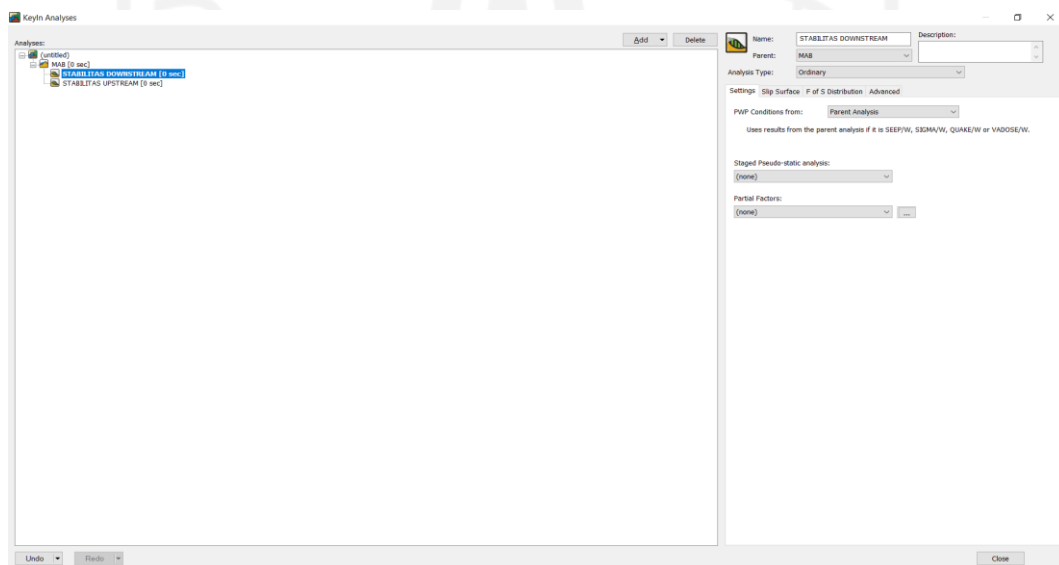 KeyIn Analyses
Analyses:
Add
Delete
(untitled)
MAB [0 sec]
STABILITAS DOWNSTREAM [0 sec]
STABILITAS UPSTREAM [0 sec]
Name: STABILITAS DOWNSTREAM
Description:
Parent: MAB
Analysis Type: Ordinary
Settings Slip Surface F of S Distribution Advanced
PWP Conditions from: Parent Analysis
Uses results from the parent analysis if it is SEEP/W, SIGMA/W, QUAKE/W or VADOSE/W.
Staged Pseudo-static analysis:
(none)
Partial Factors:
(none) ...
Undo Redo Close